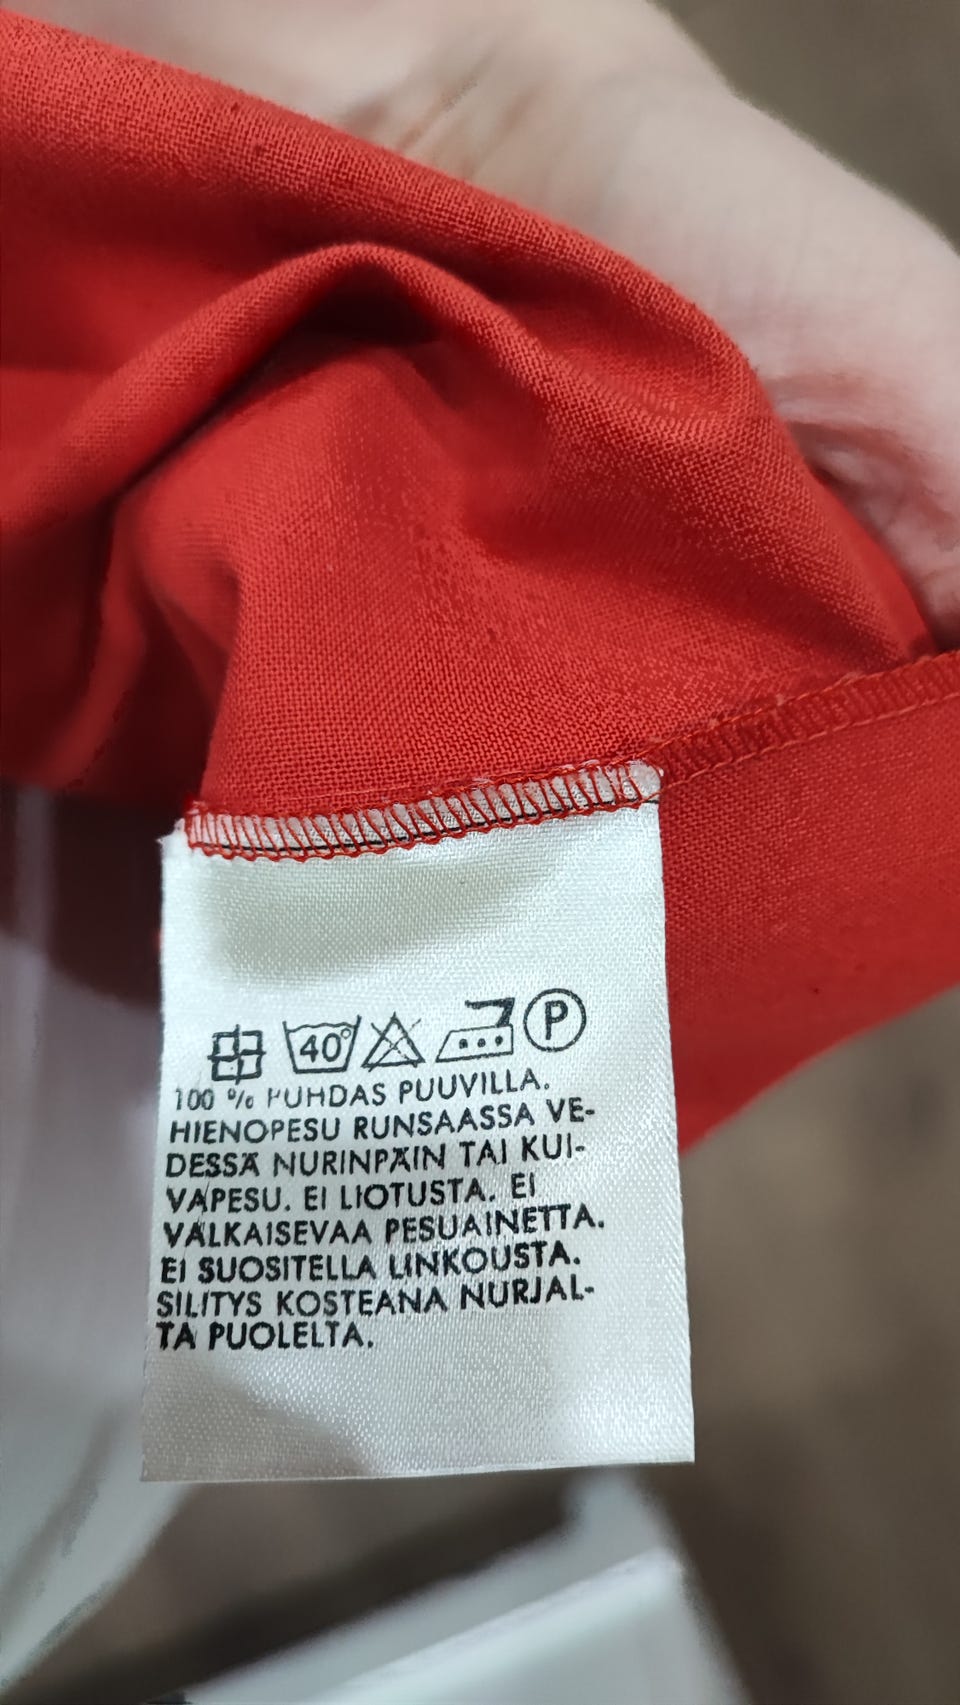 40° P
100 % PUHDAS PUUVILLA.
HIENOPESU RUNSAASSA VE-
DESSÄ NURINPÄIN TAI KUI-
VAPESU. EI LIOTUSTA. EI
VALKAISEVAA PESUAINETTA.
EI SUOSITELLA LINKOUSTA.
SILITYS KOSTEANA NURJAL-
TA PUOLELTA.